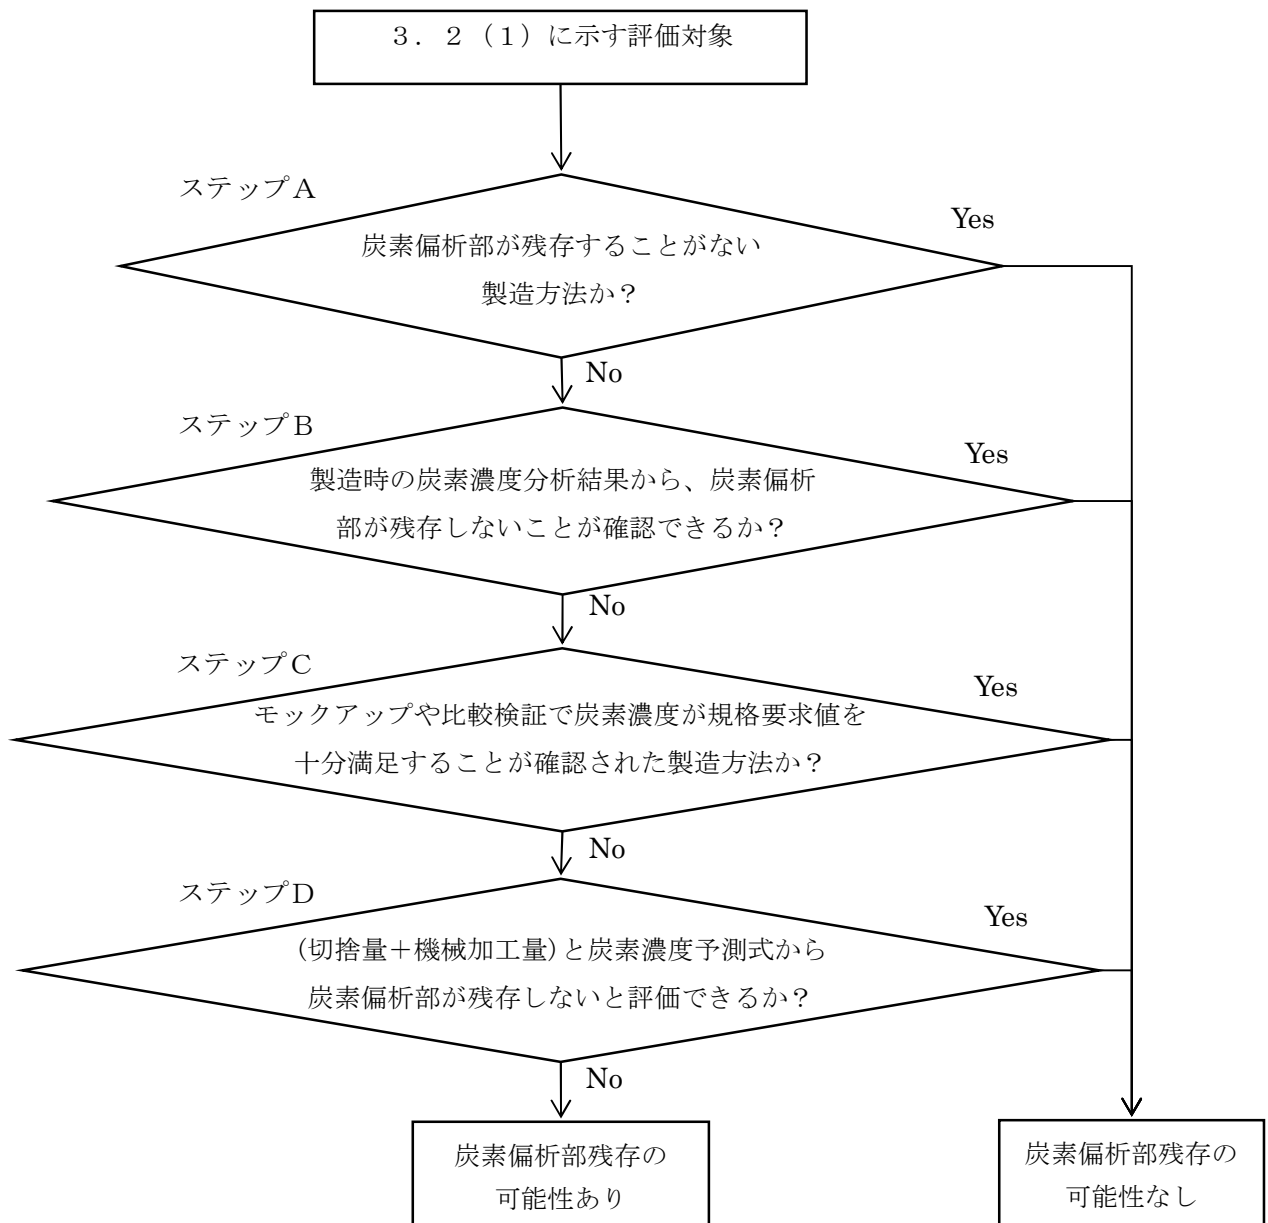 ３．２（１）に示す評価対象
ステップＡ
Yes
炭素偏析部が残存することがない
製造方法か？
No
ステップＢ
Yes
製造時の炭素濃度分析結果から、炭素偏析
部が残存しないことが確認できるか？
No
ステップＣ
Yes
モックアップや比較検証で炭素濃度が規格要求値を
十分満足することが確認された製造方法か？
No
ステップＤ
Yes
(切捨量＋機械加工量)と炭素濃度予測式から
炭素偏析部が残存しないと評価できるか？
No
炭素偏析部残存の
可能性あり
炭素偏析部残存の
可能性なし